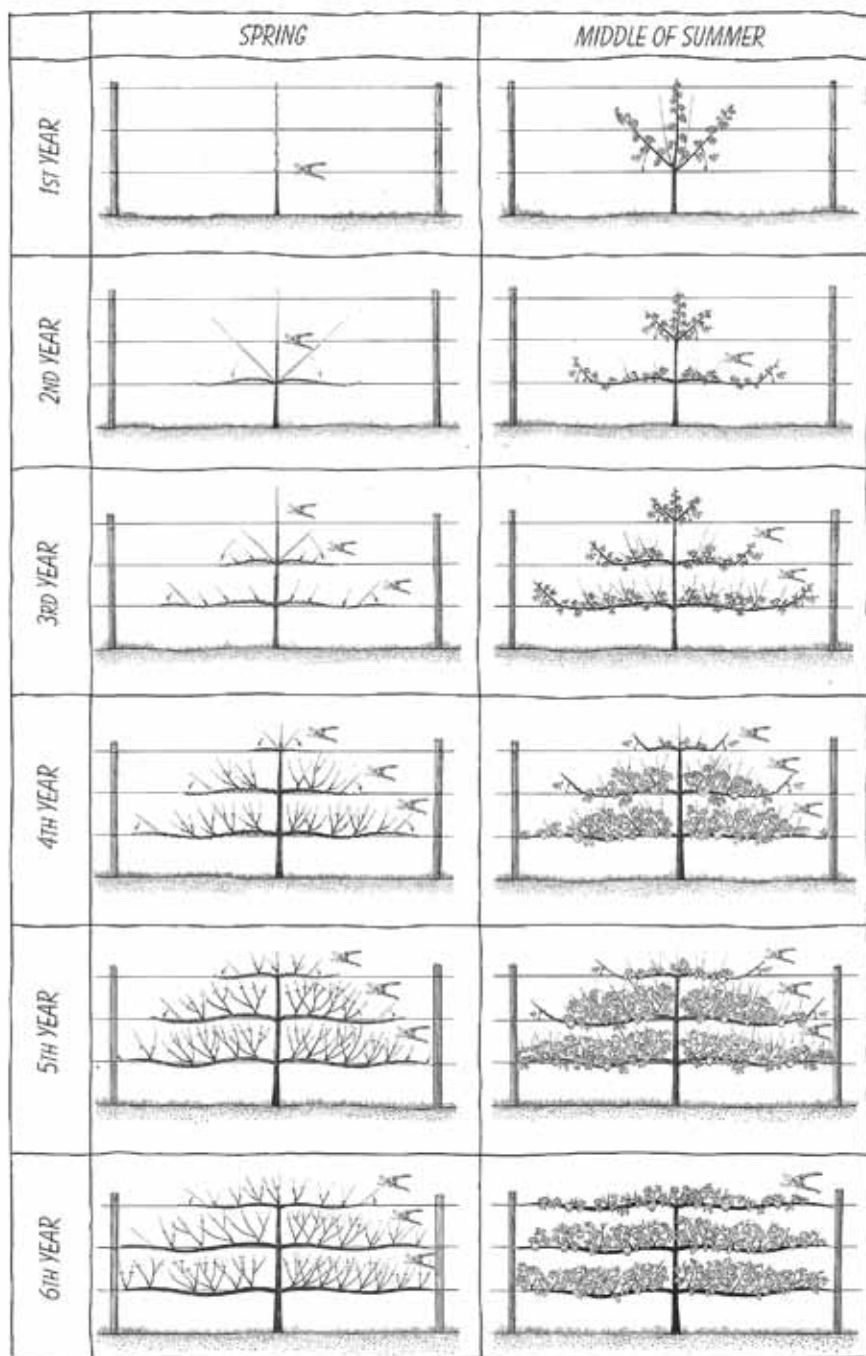 SPRING
MIDDLE OF SUMMER
1ST YEAR
2ND YEAR
3RD YEAR
4TH YEAR
5TH YEAR
6TH YEAR